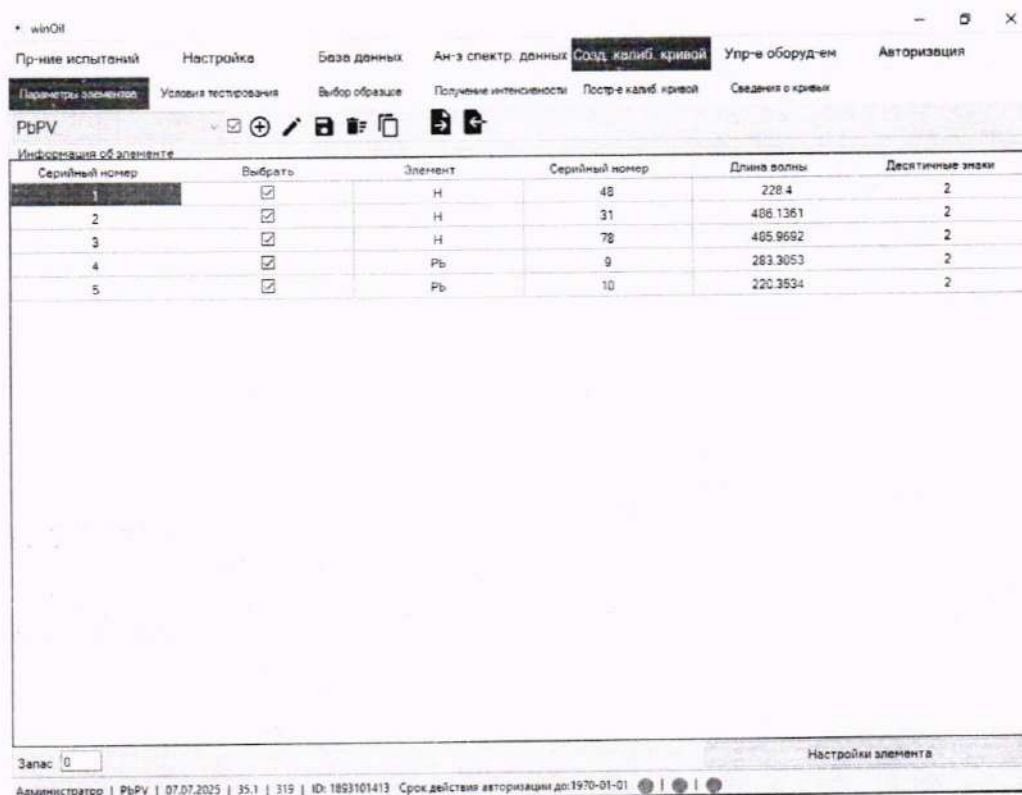 winOil
Пр-ние испытаний Настройка База данных Ан-з спектр. данных Созд. калиб. кривой Упр-е оборуд-ем Авторизация
Параметры элементов Условия тестирования Выбор образцов Получение интенсивности Постр-е калиб. кривой Сведения о кривых
PbPV
Информация об элементе
Серийный номер Выбрать Элемент Серийный номер Длина волны Десятичные знаки
1 H 48 228.4 2
2 H 31 486.1361 2
3 H 78 485.9692 2
4 Pb 9 283.3053 2
5 Pb 10 220.3534 2
Запас 0 Настройки элемента
Администратор | PbPV | 07.07.2025 | 35.1 | 319 | ID: 1893101413 Срок действия авторизации до:1970-01-01